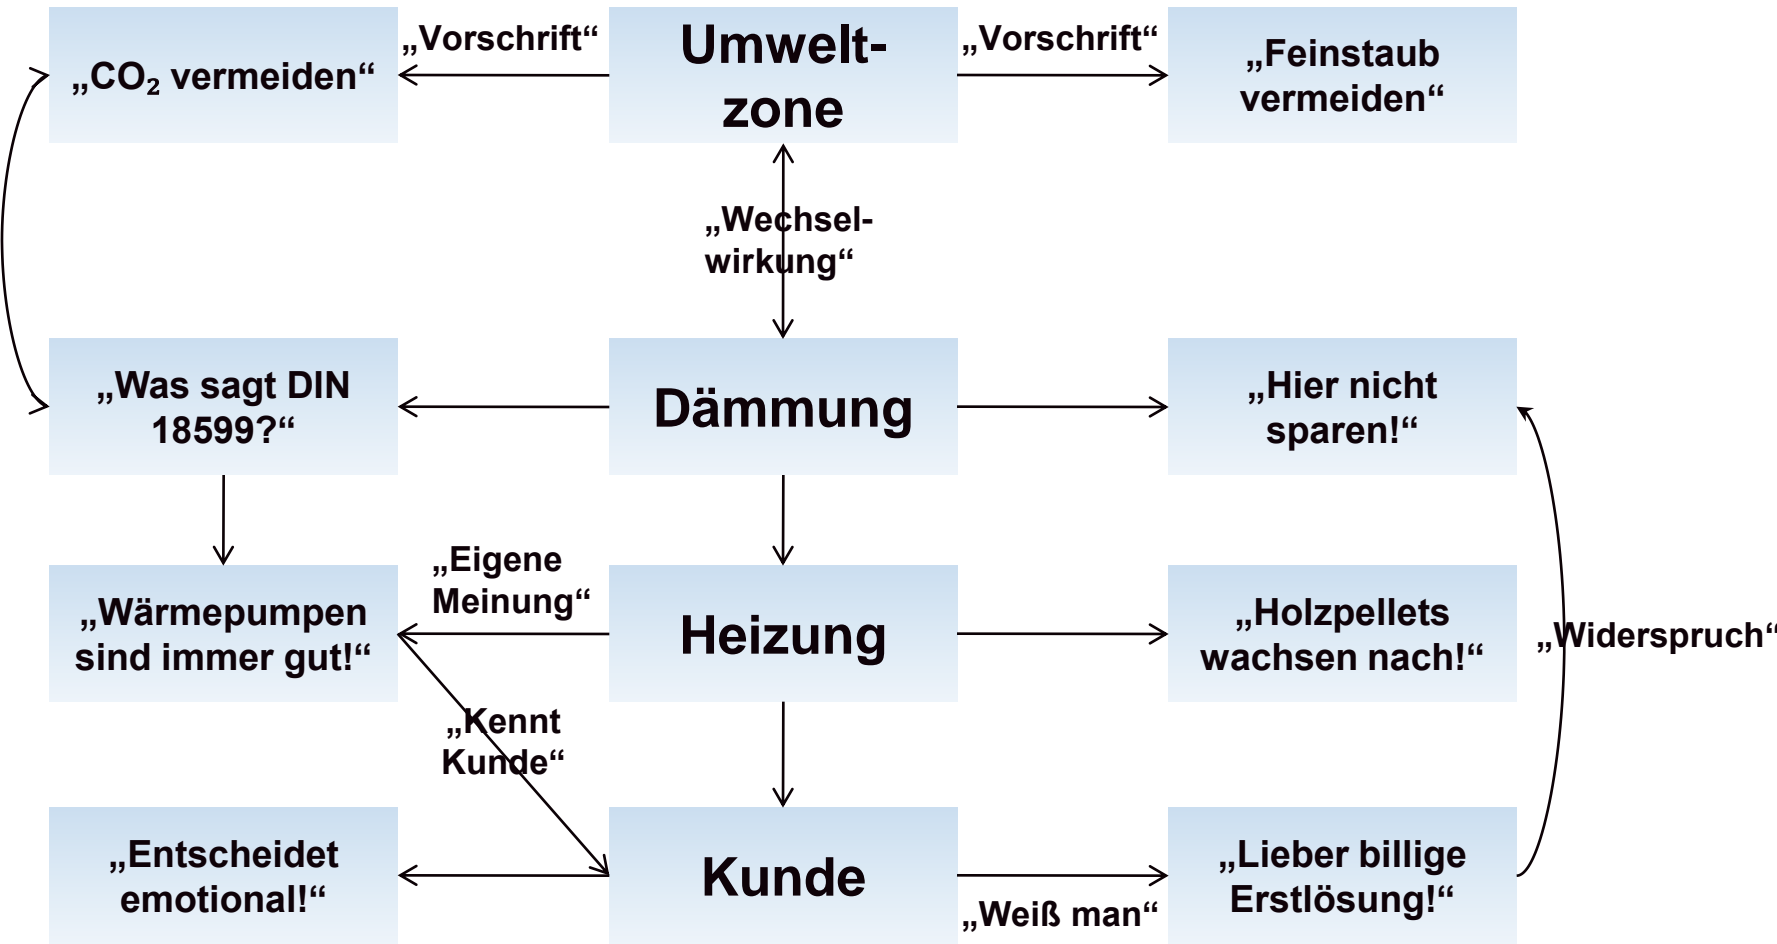 „CO₂ vermeiden“
„Vorschrift“
Umwelt-
zone
„Vorschrift“
„Feinstaub
vermeiden“
„Wechsel-
wirkung“
„Was sagt DIN
18599?“
Dämmung
„Hier nicht
sparen!“
„Wärmepumpen
sind immer gut!“
„Eigene
Meinung“
Heizung
„Holzpellets
wachsen nach!“
„Widerspruch“
„Kennt
Kunde“
„Entscheidet
emotional!“
Kunde
„Weiß man“
„Lieber billige
Erstlösung!“